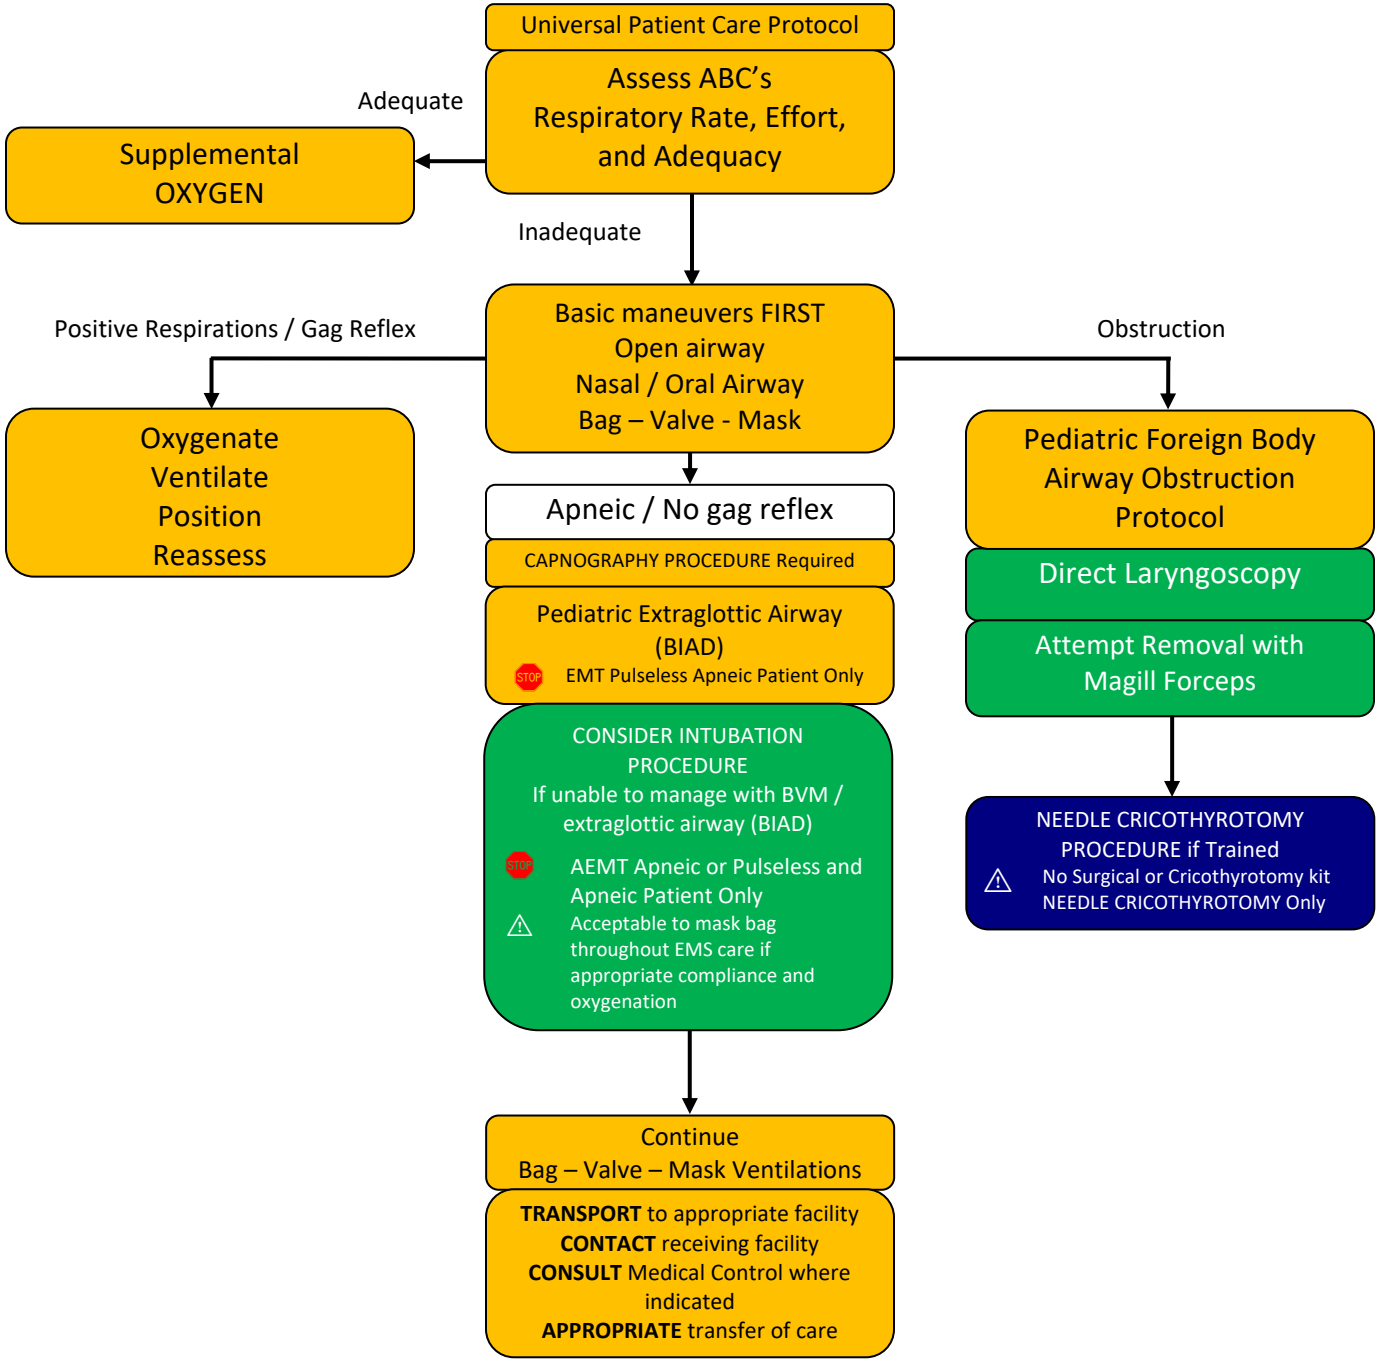 Universal Patient Care Protocol
Assess ABC’s
Respiratory Rate, Effort,
and Adequacy
Adequate
Supplemental
OXYGEN
Inadequate
Basic maneuvers FIRST
Open airway
Nasal / Oral Airway
Bag – Valve - Mask
Positive Respirations / Gag Reflex
Oxygenate
Ventilate
Position
Reassess
Obstruction
Pediatric Foreign Body
Airway Obstruction
Protocol
Direct Laryngoscopy
Attempt Removal with
Magill Forceps
NEEDLE CRICOTHYROTOMY
PROCEDURE if Trained
No Surgical or Cricothyrotomy kit
NEEDLE CRICOTHYROTOMY Only
Apneic / No gag reflex
CAPNOGRAPHY PROCEDURE Required
Pediatric Extraglottic Airway
(BIAD)
STOP EMT Pulseless Apneic Patient Only
CONSIDER INTUBATION
PROCEDURE
If unable to manage with BVM /
extraglottic airway (BIAD)
STOP AEMT Apneic or Pulseless and
Apneic Patient Only
Acceptable to mask bag
throughout EMS care if
appropriate compliance and
oxygenation
Continue
Bag – Valve – Mask Ventilations
TRANSPORT to appropriate facility
CONTACT receiving facility
CONSULT Medical Control where
indicated
APPROPRIATE transfer of care